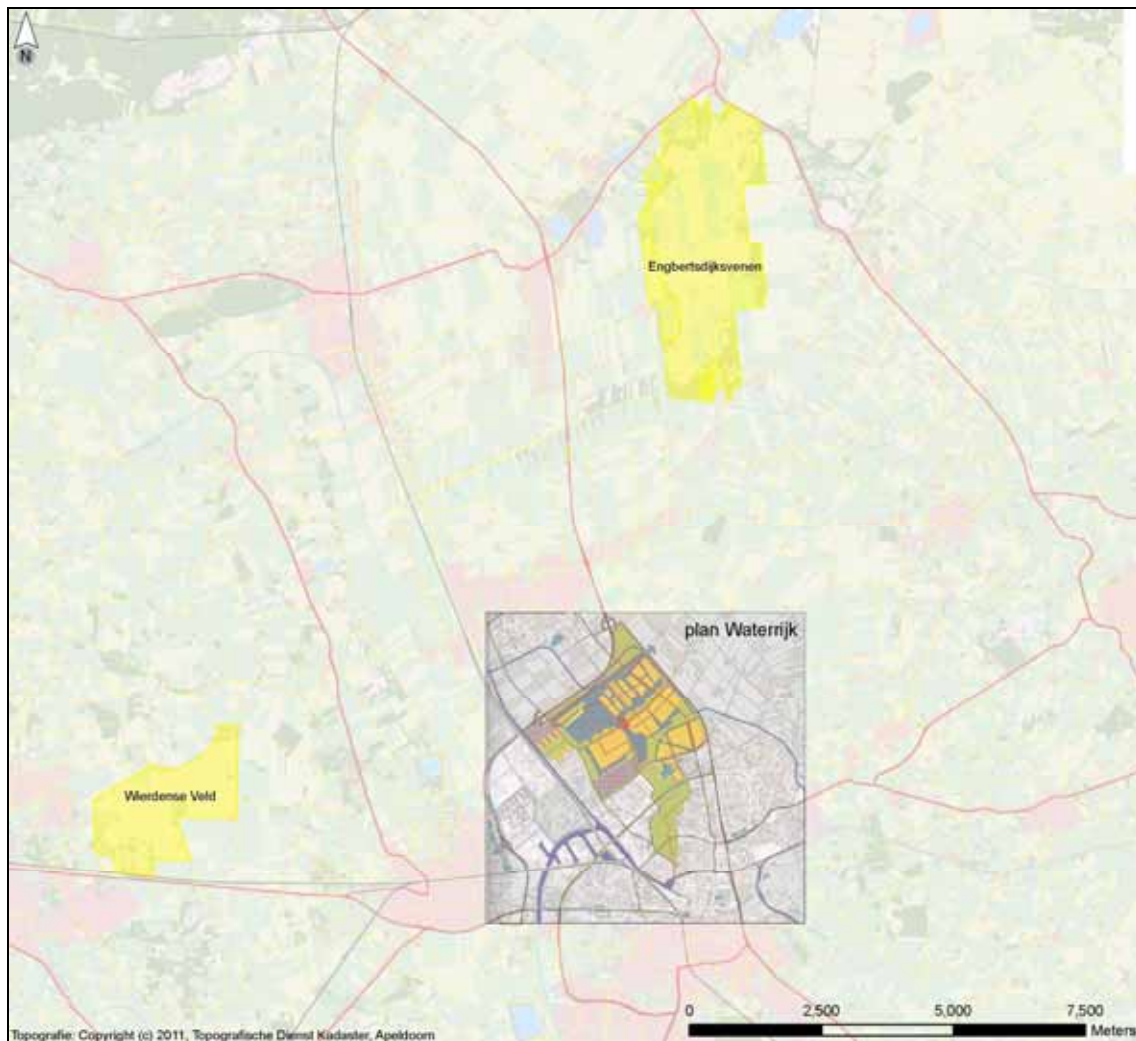 N
Engbertsdijksvenen
plan Waterrijk
Wierdense Veld
0 2,500 5,000 7,500
Meters
Topografie: Copyright (c) 2011, Topografische Dienst Kadaster, Apeldoorn